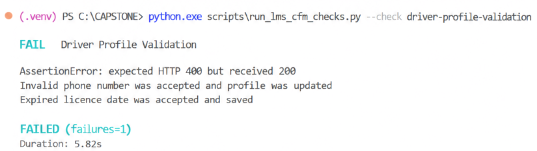 (.venv) PS C:\CAPSTONE> python.exe scripts\run_lms_cfm_checks.py --check driver-profile-validation
FAIL Driver Profile Validation
AssertionError: expected HTTP 400 but received 200
Invalid phone number was accepted and profile was updated
Expired licence date was accepted and saved
FAILED (failures=1)
Duration: 5.82s